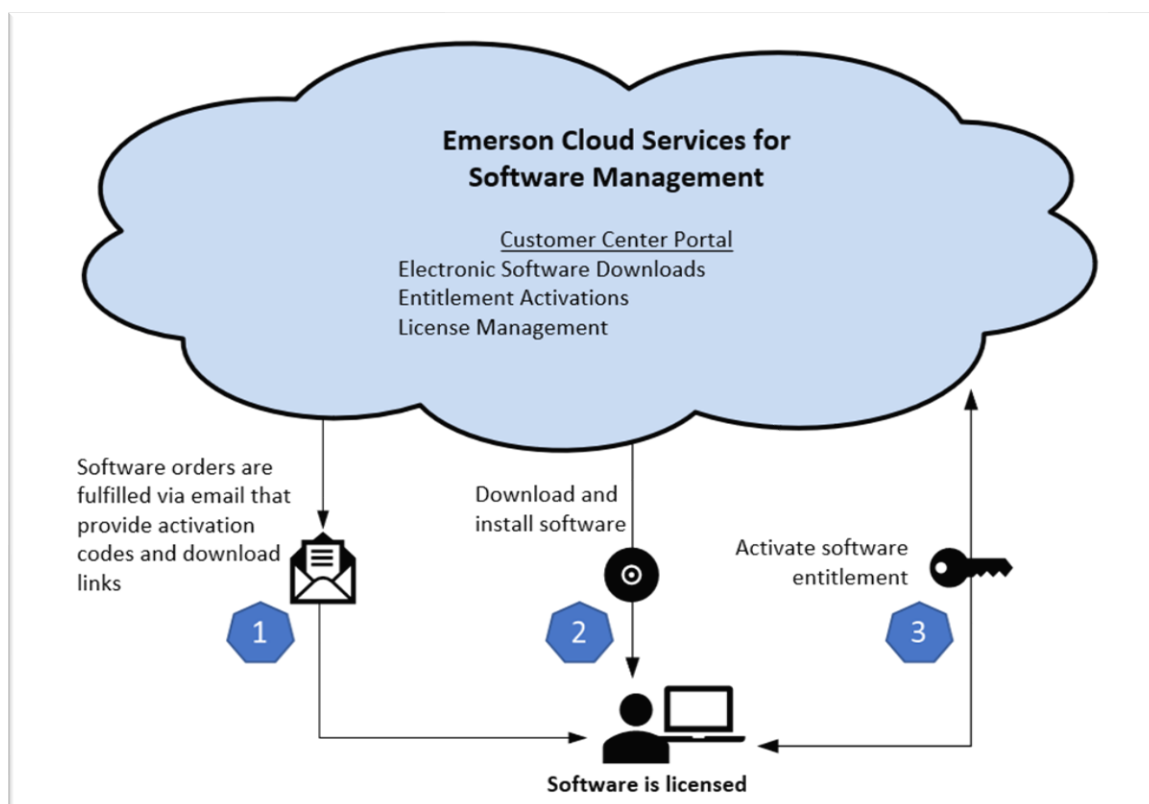 Emerson Cloud Services for
Software Management
Customer Center Portal
Electronic Software Downloads
Entitlement Activations
License Management
Software orders are
fulfilled via email that
provide activation
codes and download
links
1
Download and
install software
2
Activate software
entitlement
3
Software is licensed